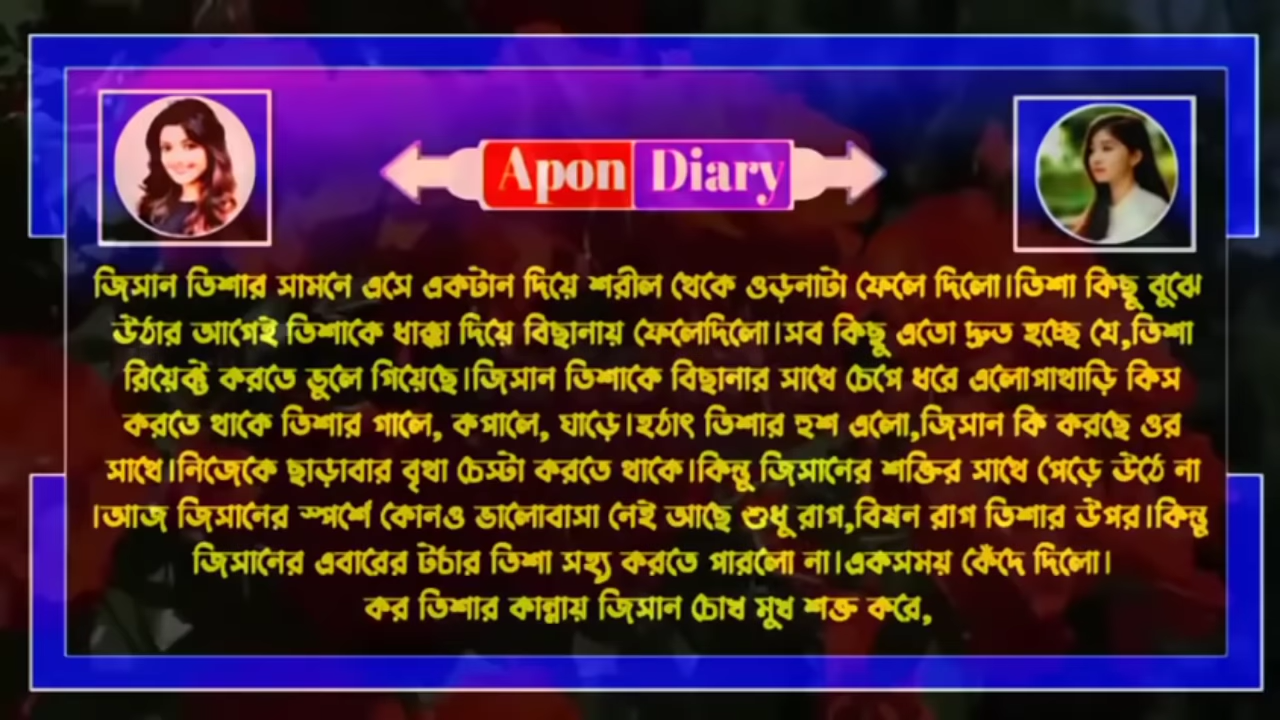 Apon Diary
জিসান তিশার সামনে এসে একটান দিয়ে শরীল থেকে ওড়নাটা ফেলে দিলো।তিশা কিছু বুঝে
উঠার আগেই তিশাকে ধাক্কা দিয়ে বিছানায় ফেলেদিলো।সব কিছু এতো দ্রুত হচ্ছে যে,তিশা
রিয়েক্ট করতে ভুলে গিয়েছে।জিসান তিশাকে বিছানার সাথে চেপে ধরে এলোপাথাড়ি কিস
করতে থাকে তিশার গালে, কপালে, ঘাড়ে।হঠাৎ তিশার হুশ এলো,জিসান কি করছে ওর
সাথে।নিজেকে ছাড়াবার বৃথা চেস্টা করতে থাকে।কিন্তু জিসানের শক্তির সাথে পেড়ে উঠে না
।আজ জিসানের স্পর্শে কোনও ভালোবাসা নেই আছে শুধু রাগ,বিষন রাগ তিশার উপর।কিন্তু
জিসানের এবারের টর্চার তিশা সহ্য করতে পারলো না।একসময় কেঁদে দিলো।
কর তিশার কান্নায় জিসান চোখ মুখ শক্ত করে,